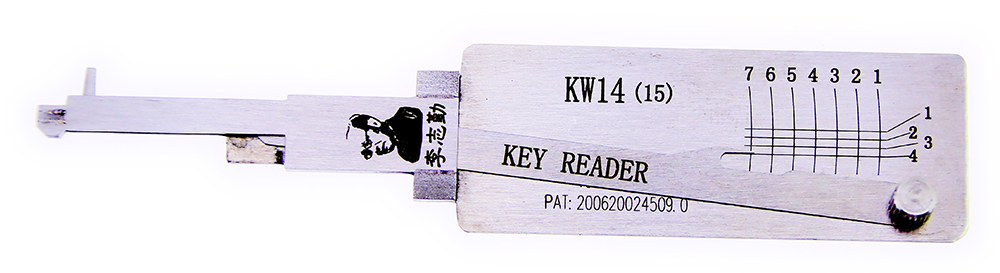 李志勤
KW14 (15)
KEY READER
PAT: 200620024509.0
7 6 5 4 3 2 1
1
2
3
4